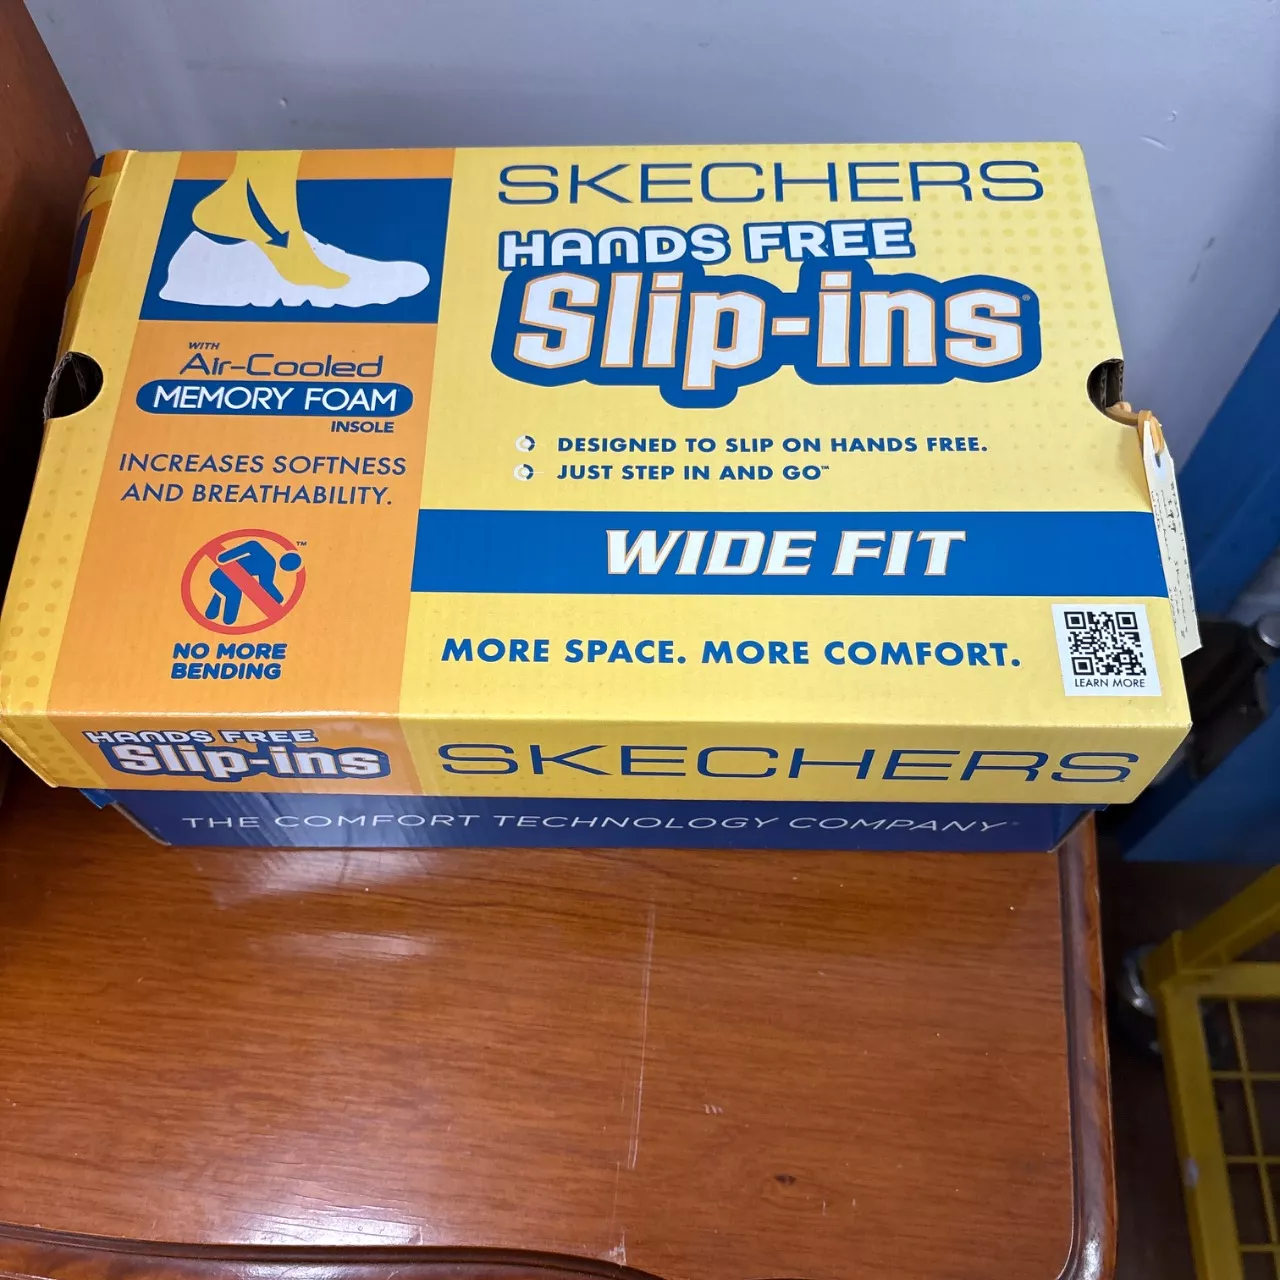 SKECHERS
HANDS FREE
Slip-ins®
WITH
Air-Cooled
MEMORY FOAM
INSOLE
INCREASES SOFTNESS
AND BREATHABILITY.
™
NO MORE
BENDING
DESIGNED TO SLIP ON HANDS FREE.
JUST STEP IN AND GO™
WIDE FIT
MORE SPACE. MORE COMFORT.
LEARN MORE
HANDS FREE
Slip-ins
SKECHERS
THE COMFORT TECHNOLOGY COMPANY